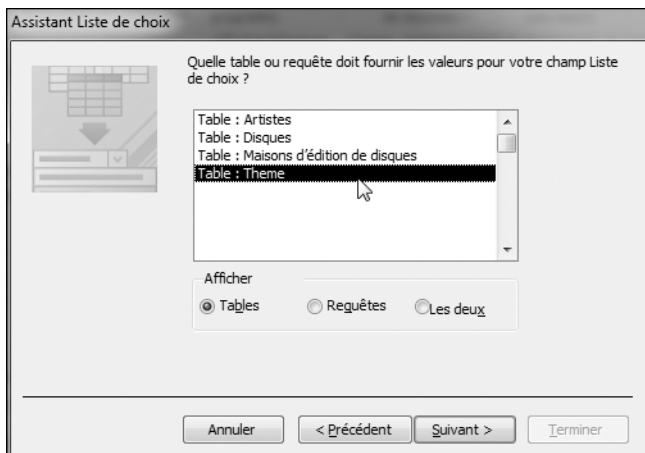 Assistant Liste de choix
Quelle table ou requête doit fournir les valeurs pour votre champ Liste
de choix ?
Table : Artistes
Table : Disques
Table : Maisons d'édition de disques
Table : Theme
Afficher
Tables
Requêtes
Les deux
Annuler
< Précédent
Suivant >
Terminer